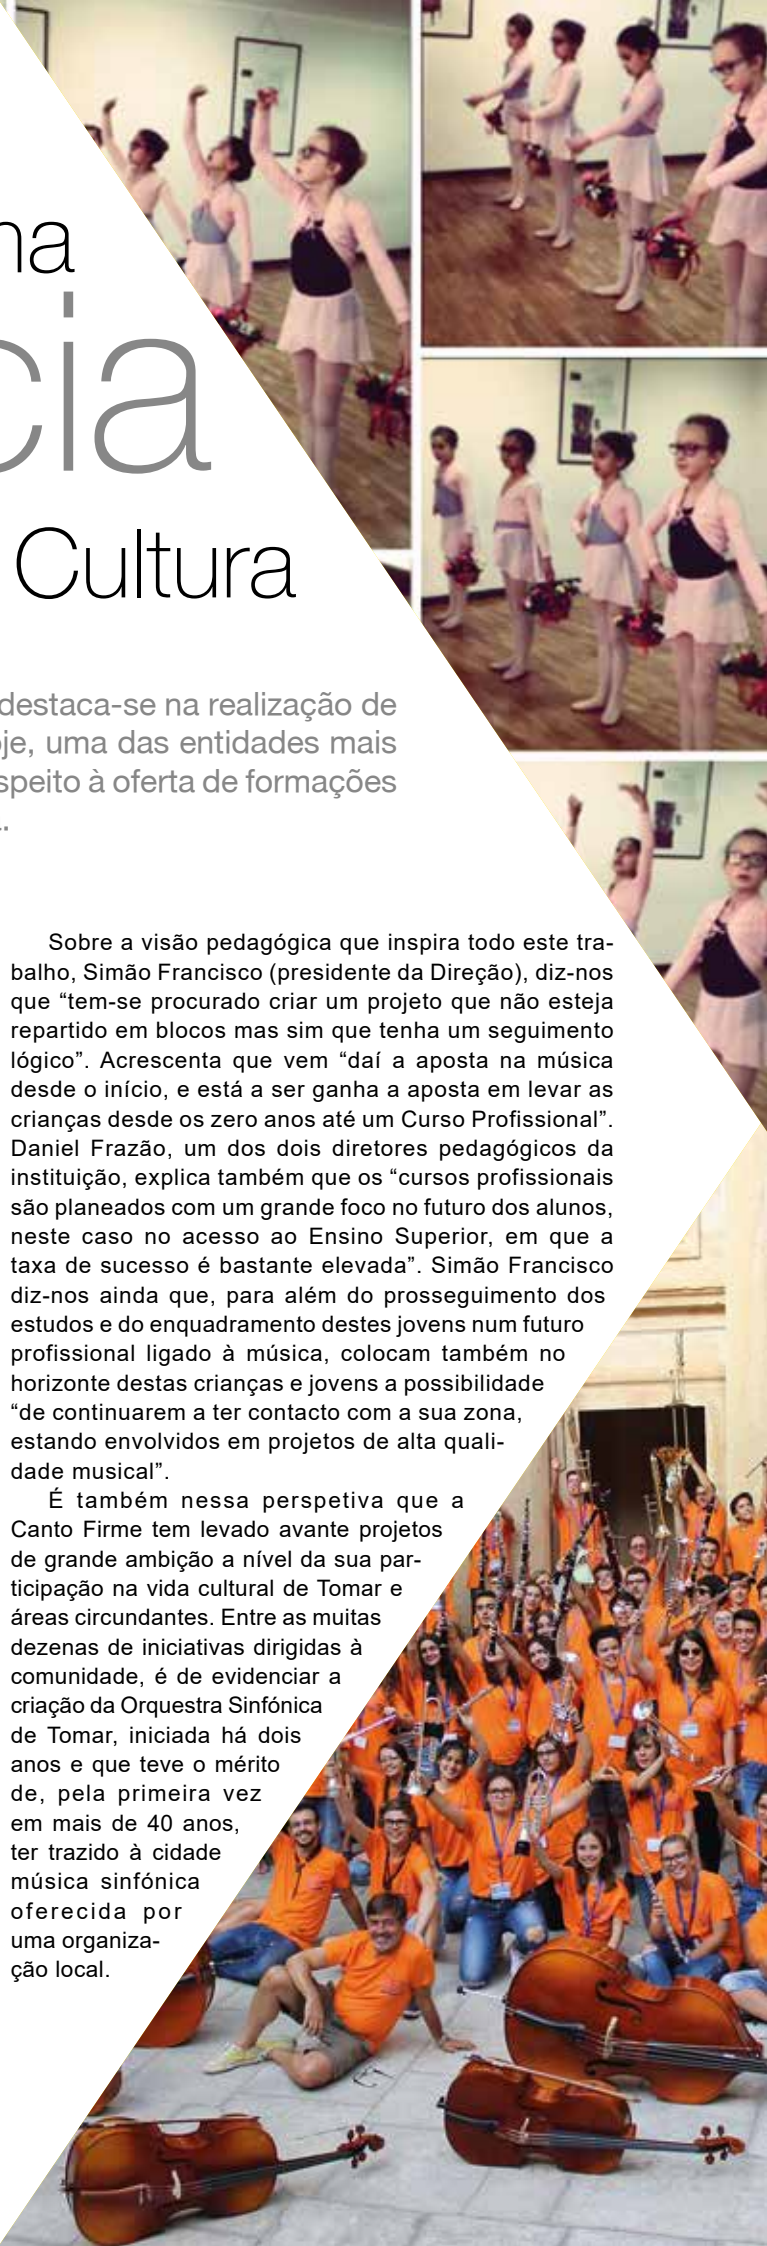 na
cia
Cultura
destaca-se na realização de
je, uma das entidades mais
speito à oferta de formações
.
Sobre a visão pedagógica que inspira todo este tra-
balho, Simão Francisco (presidente da Direção), diz-nos
que “tem-se procurado criar um projeto que não esteja
repartido em blocos mas sim que tenha um seguimento
lógico”. Acrescenta que vem “daí a aposta na música
desde o início, e está a ser ganha a aposta em levar as
crianças desde os zero anos até um Curso Profissional”.
Daniel Frazão, um dos dois diretores pedagógicos da
instituição, explica também que os “cursos profissionais
são planeados com um grande foco no futuro dos alunos,
neste caso no acesso ao Ensino Superior, em que a
taxa de sucesso é bastante elevada”. Simão Francisco
diz-nos ainda que, para além do prosseguimento dos
estudos e do enquadramento destes jovens num futuro
profissional ligado à música, colocam também no
horizonte destas crianças e jovens a possibilidade
“de continuarem a ter contacto com a sua zona,
estando envolvidos em projetos de alta quali-
dade musical”.
É também nessa perspetiva que a
Canto Firme tem levado avante projetos
de grande ambição a nível da sua par-
ticipação na vida cultural de Tomar e
áreas circundantes. Entre as muitas
dezenas de iniciativas dirigidas à
comunidade, é de evidenciar a
criação da Orquestra Sinfónica
de Tomar, iniciada há dois
anos e que teve o mérito
de, pela primeira vez
em mais de 40 anos,
ter trazido à cidade
música sinfónica
oferecida por
uma organiza-
ção local.